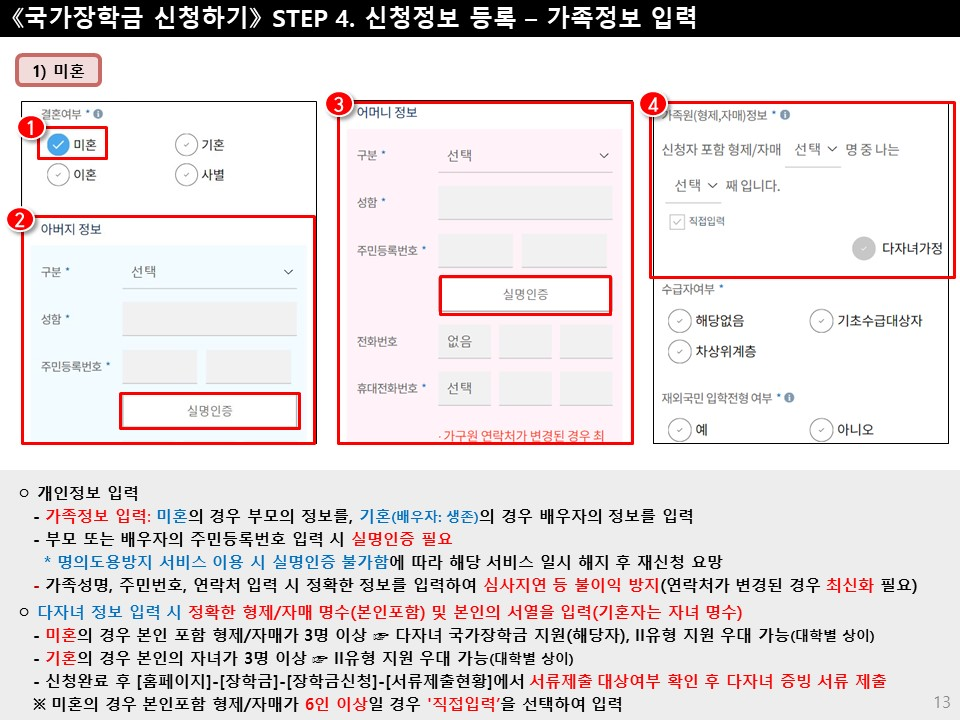 《국가장학금 신청하기》 STEP 4. 신청정보 등록 – 가족정보 입력
1) 미혼
결혼여부 *
1
미혼
기혼
이혼
사별
2
아버지 정보
구분 *
선택
성함 *
주민등록번호 *
실명인증
3
어머니 정보
구분 *
선택
성함 *
주민등록번호 *
실명인증
전화번호
없음
휴대전화번호 *
선택
· 가구원 연락처가 변경된 경우 최
4
가족원(형제,자매)정보 *
신청자 포함 형제/자매 선택 명 중 나는
선택 째 입니다.
직접입력
다자녀가정
수급자여부 *
해당없음
기초수급대상자
차상위계층
재외국민 입학전형 여부 *
예
아니오
○ 개인정보 입력
- 가족정보 입력: 미혼의 경우 부모의 정보를, 기혼(배우자: 생존)의 경우 배우자의 정보를 입력
- 부모 또는 배우자의 주민등록번호 입력 시 실명인증 필요
* 명의도용방지 서비스 이용 시 실명인증 불가함에 따라 해당 서비스 일시 해지 후 재신청 요망
- 가족성명, 주민번호, 연락처 입력 시 정확한 정보를 입력하여 심사지연 등 불이익 방지(연락처가 변경된 경우 최신화 필요)
○ 다자녀 정보 입력 시 정확한 형제/자매 명수(본인포함) 및 본인의 서열을 입력(기혼자는 자녀 명수)
- 미혼의 경우 본인 포함 형제/자매가 3명 이상 ☞ 다자녀 국가장학금 지원(해당자), II유형 지원 우대 가능(대학별 상이)
- 기혼의 경우 본인의 자녀가 3명 이상 ☞ II유형 지원 우대 가능(대학별 상이)
- 신청완료 후 [홈페이지]-[장학금]-[장학금신청]-[서류제출현황]에서 서류제출 대상여부 확인 후 다자녀 증빙 서류 제출
※ 미혼의 경우 본인포함 형제/자매가 6인 이상일 경우 '직접입력'을 선택하여 입력
13